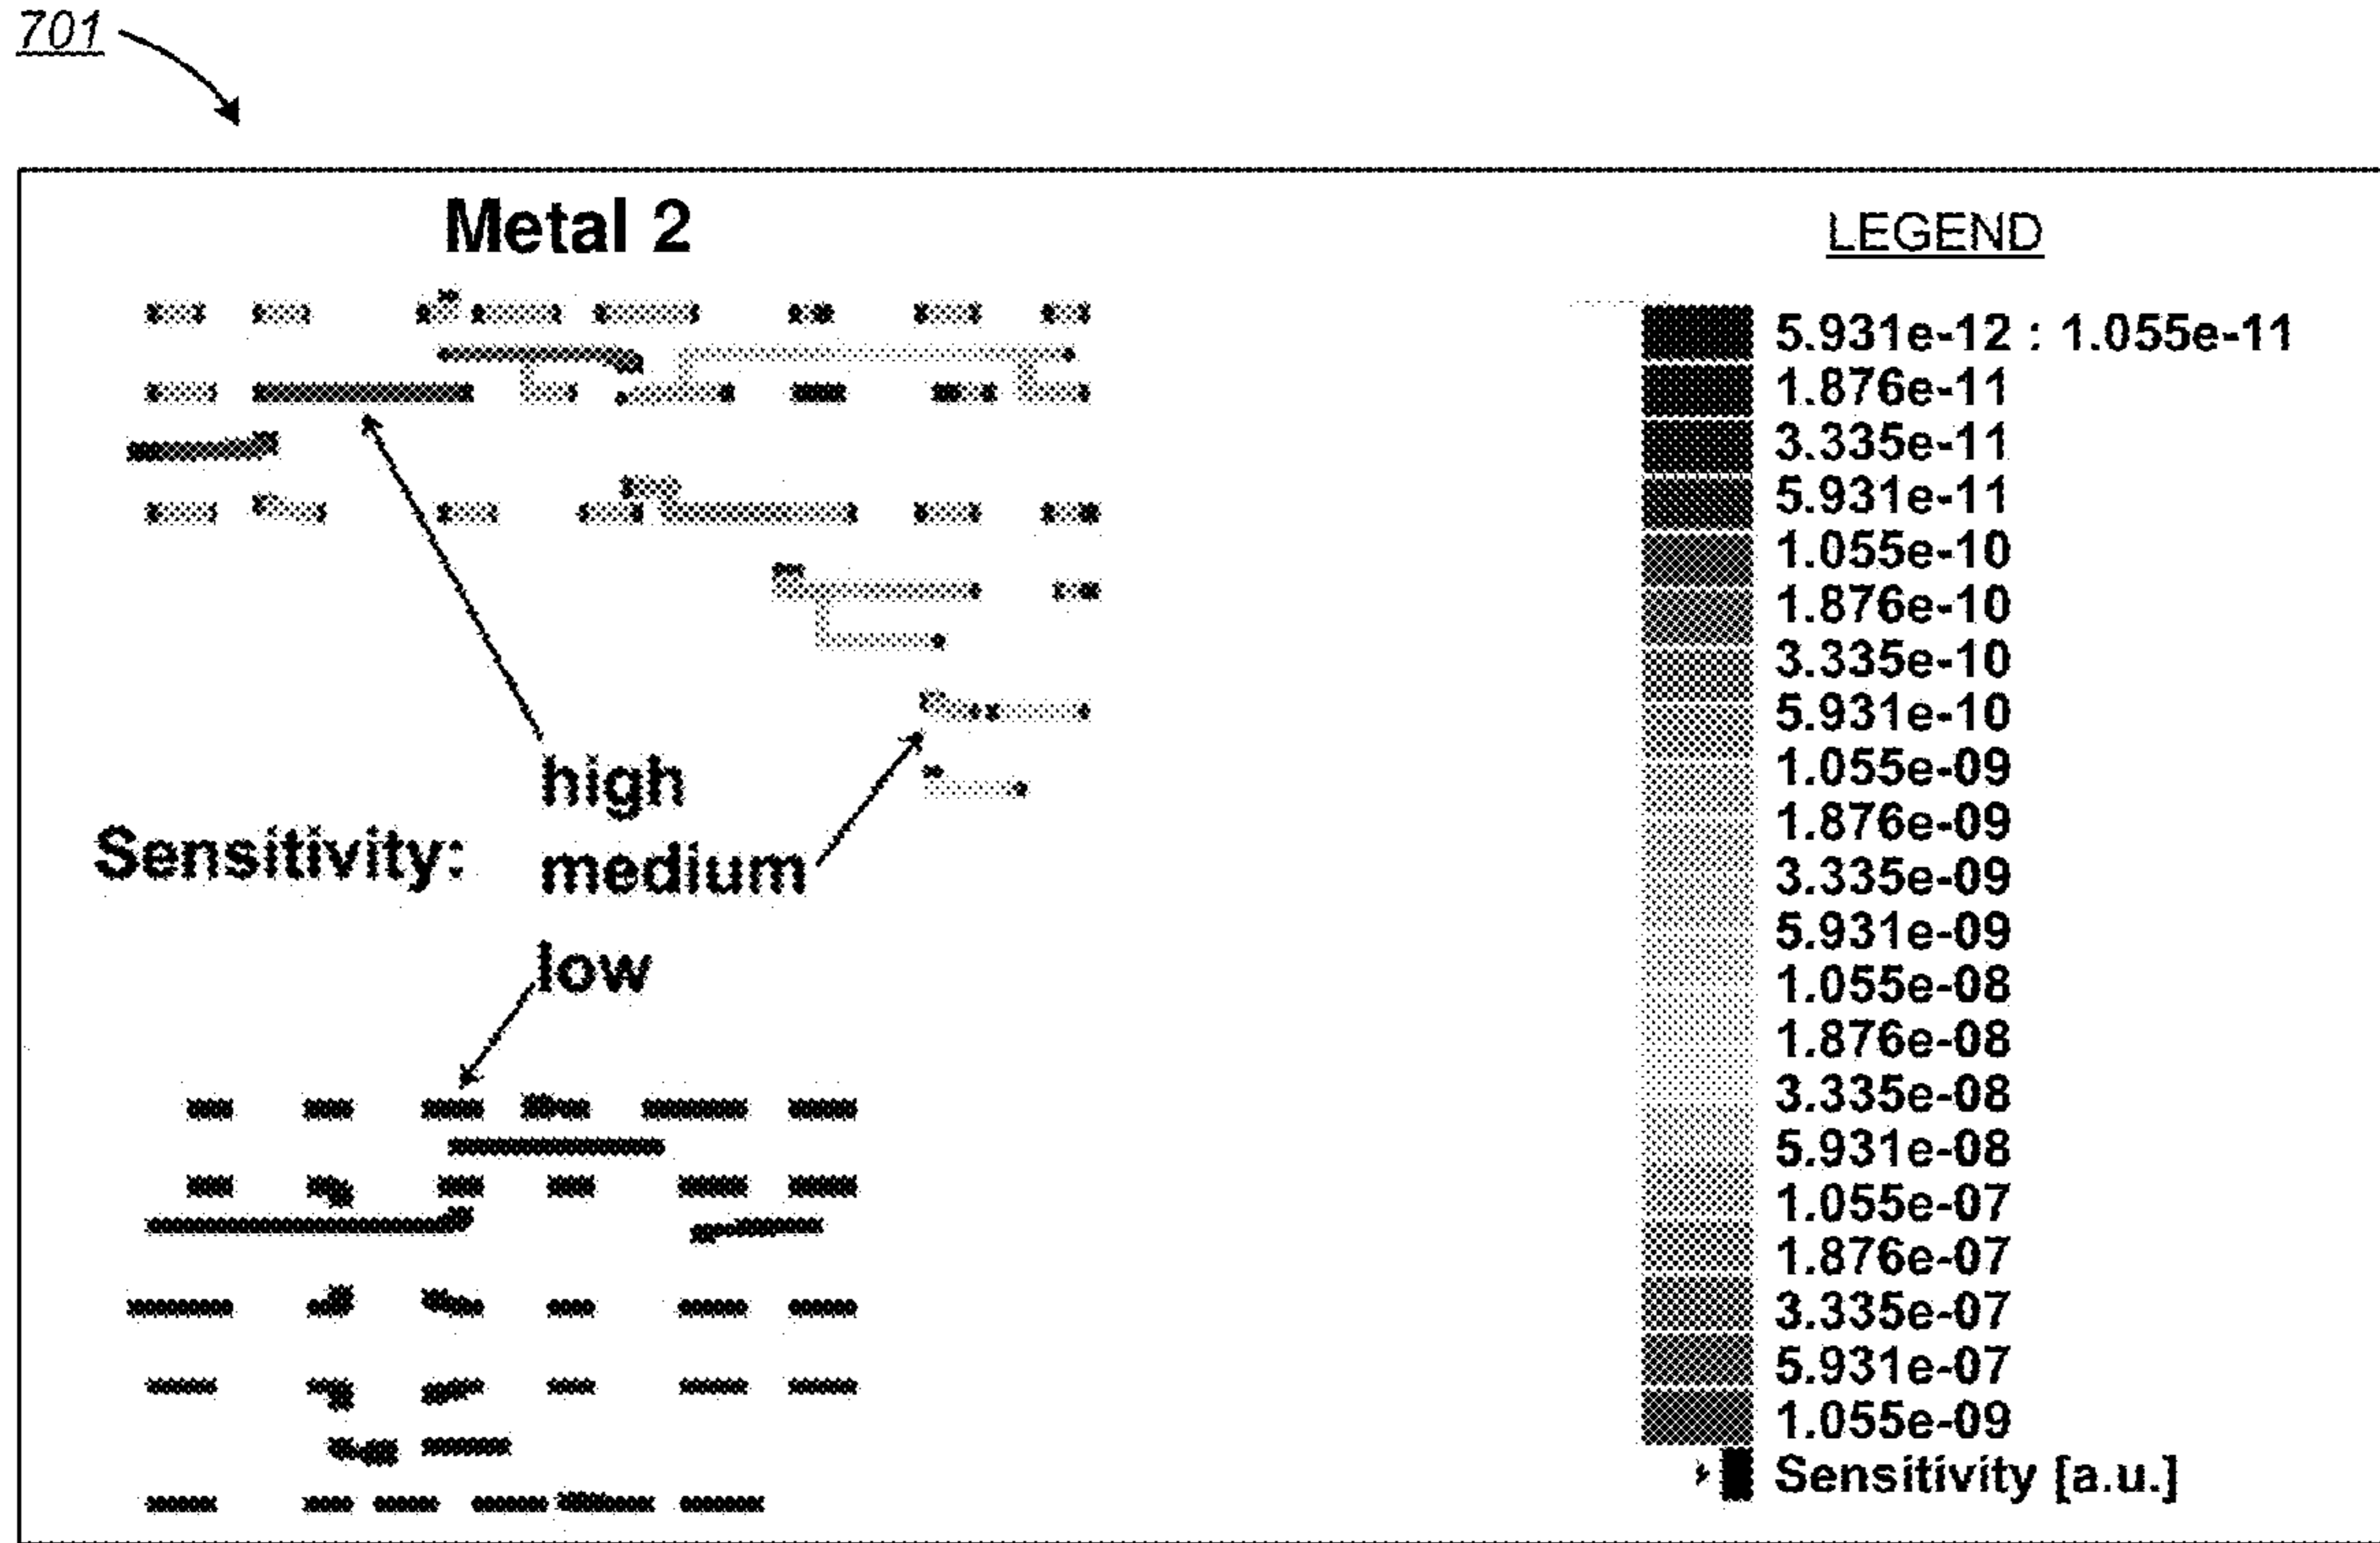 701
Metal 2
high
Sensitivity:
medium
low
LEGEND
5.931e-12 : 1.055e-11
1.876e-11
3.335e-11
5.931e-11
1.055e-10
1.876e-10
3.335e-10
5.931e-10
1.055e-09
1.876e-09
3.335e-09
5.931e-09
1.055e-08
1.876e-08
3.335e-08
5.931e-08
1.055e-07
1.876e-07
3.335e-07
5.931e-07
1.055e-09
Sensitivity [a.u.]